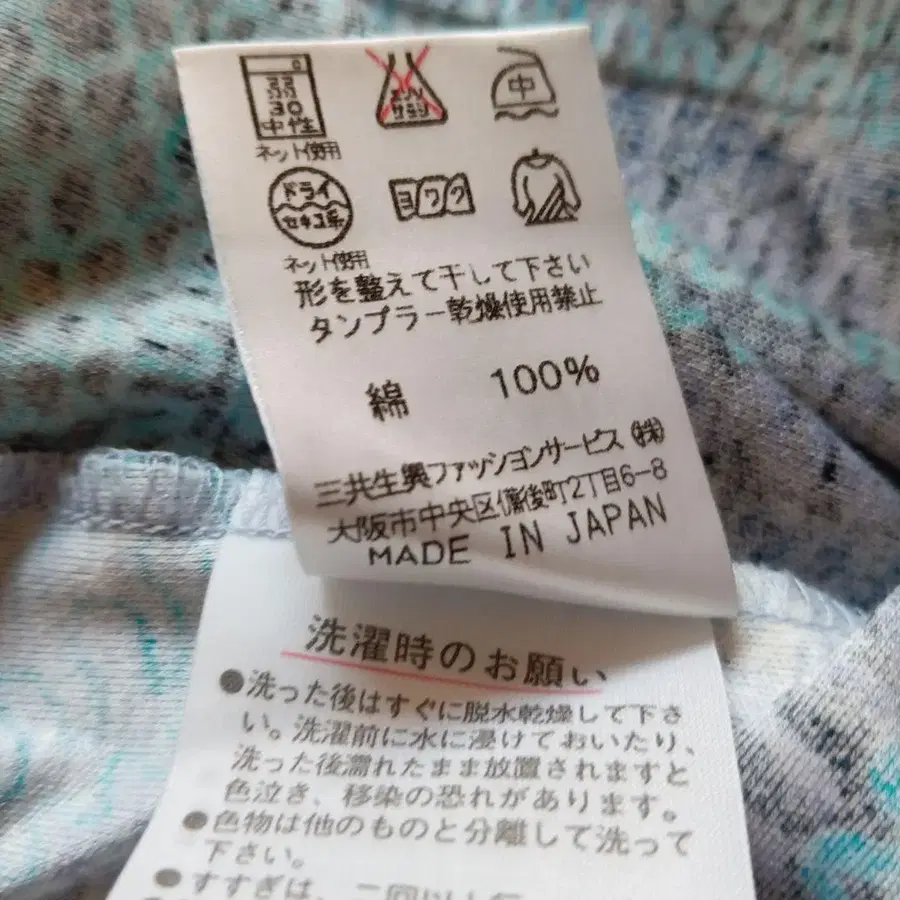 弱
30
中性
エンソ
サラシ
中
ネット使用
ドライ
セキユ系
ヨワク
ネット使用
形を整えて干して下さい
タンブラー乾燥使用禁止
綿 100%
三共生興ファッションサービス(株)
大阪市中央区備後町2丁目6-8
MADE IN JAPAN
洗濯時のお願い
●洗った後はすぐに脱水乾燥して下さ
い。洗濯前に水に浸けておいたり、
洗った後濡れたまま放置されますと
色泣き、移染の恐れがあります。
●色物は他のものと分離して洗って
下さい。
●すすぎは、二回以上行